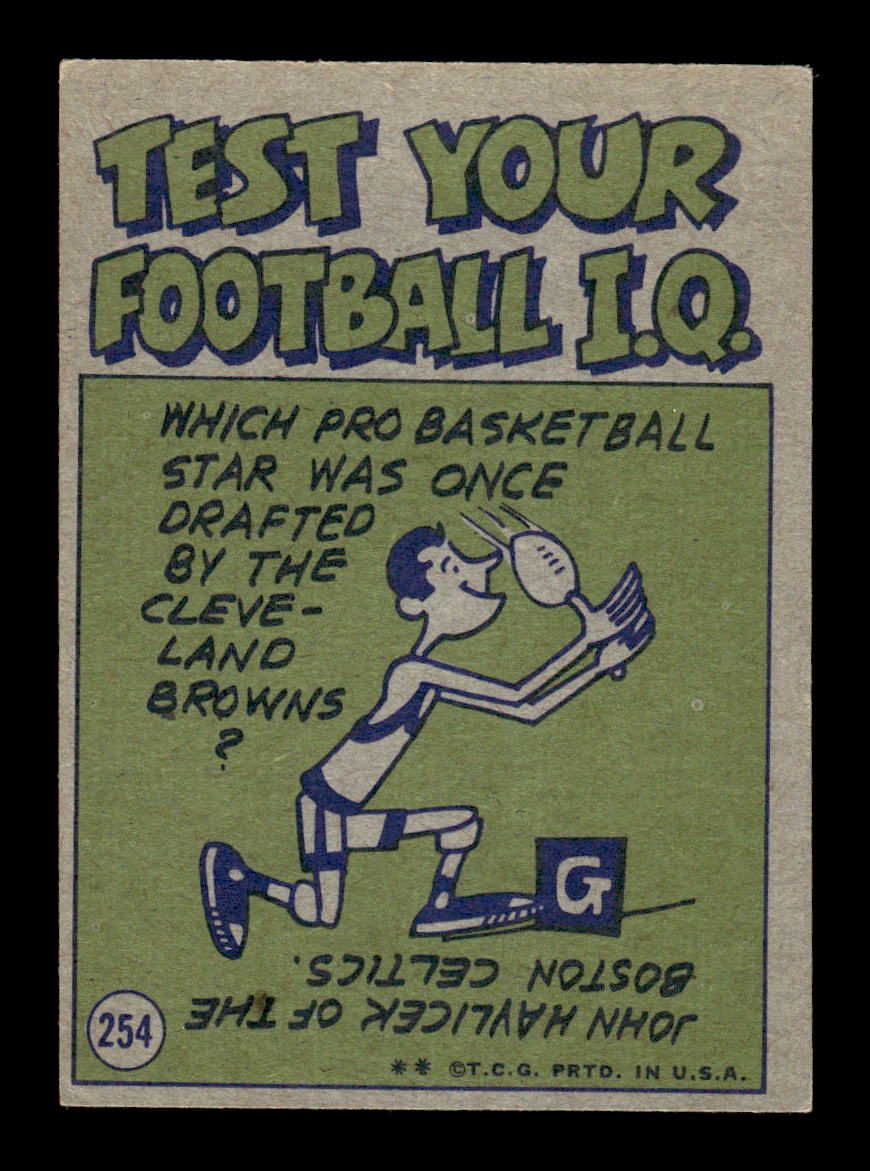 TEST YOUR
FOOTBALL I.Q.
WHICH PRO BASKETBALL
STAR WAS ONCE
DRAFTED
BY THE
CLEVE-
LAND
BROWNS
?
G
JOHN HAVLICEK OF THE
BOSTON CELTICS.
254
** ©T.C.G. PRTD. IN U.S.A.